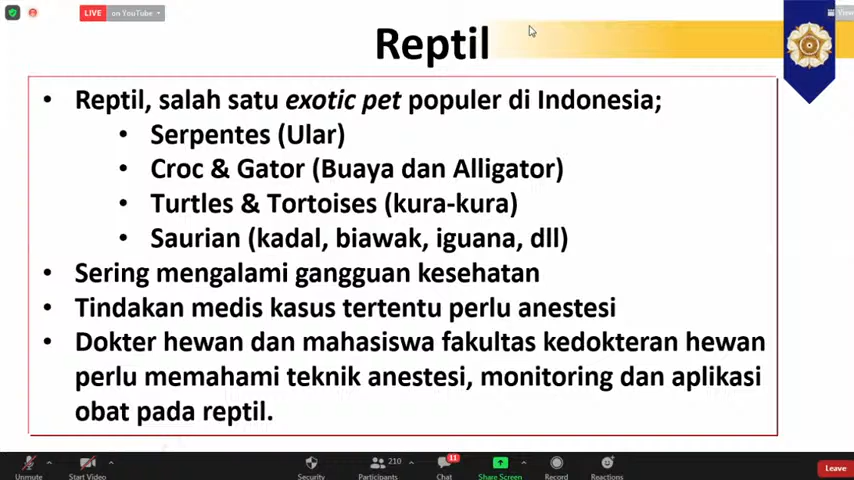 LIVE on YouTube
View
Reptil
• Reptil, salah satu exotic pet populer di Indonesia;
• Serpentes (Ular)
• Croc & Gator (Buaya dan Alligator)
• Turtles & Tortoises (kura-kura)
• Saurian (kadal, biawak, iguana, dll)
• Sering mengalami gangguan kesehatan
• Tindakan medis kasus tertentu perlu anestesi
• Dokter hewan dan mahasiswa fakultas kedokteran hewan
perlu memahami teknik anestesi, monitoring dan aplikasi
obat pada reptil.
210 11
Unmute Start Video Security Participants Chat Share Screen Record Reactions Leave